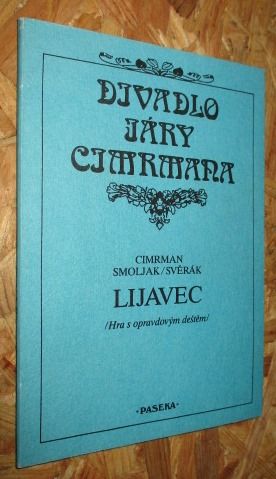 DIVADLO
JÁRY
CIMRMANA
CIMRMAN
SMOLJAK/SVĚRÁK
LIJAVEC
/Hra s opravdovým deštěm/
·PASEKA·